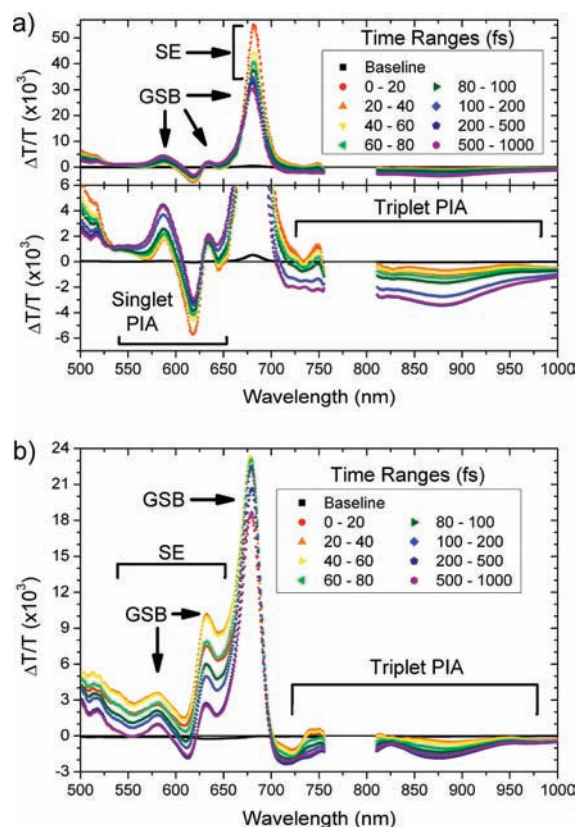 a)
50
40
30
20
10
0
ΔT/T (x10³)
SE
GSB
Time Ranges (fs)
Baseline
0 - 20
20 - 40
40 - 60
60 - 80
80 - 100
100 - 200
200 - 500
500 - 1000
6
4
2
0
-2
-4
-6
ΔT/T (x10³)
Triplet PIA
Singlet
PIA
500 550 600 650 700 750 800 850 900 950 1000
Wavelength (nm)
b)
24
21
18
15
12
9
6
3
0
-3
ΔT/T (x10³)
GSB
SE
GSB
Time Ranges (fs)
Baseline
0 - 20
20 - 40
40 - 60
60 - 80
80 - 100
100 - 200
200 - 500
500 - 1000
Triplet PIA
500 550 600 650 700 750 800 850 900 950 1000
Wavelength (nm)